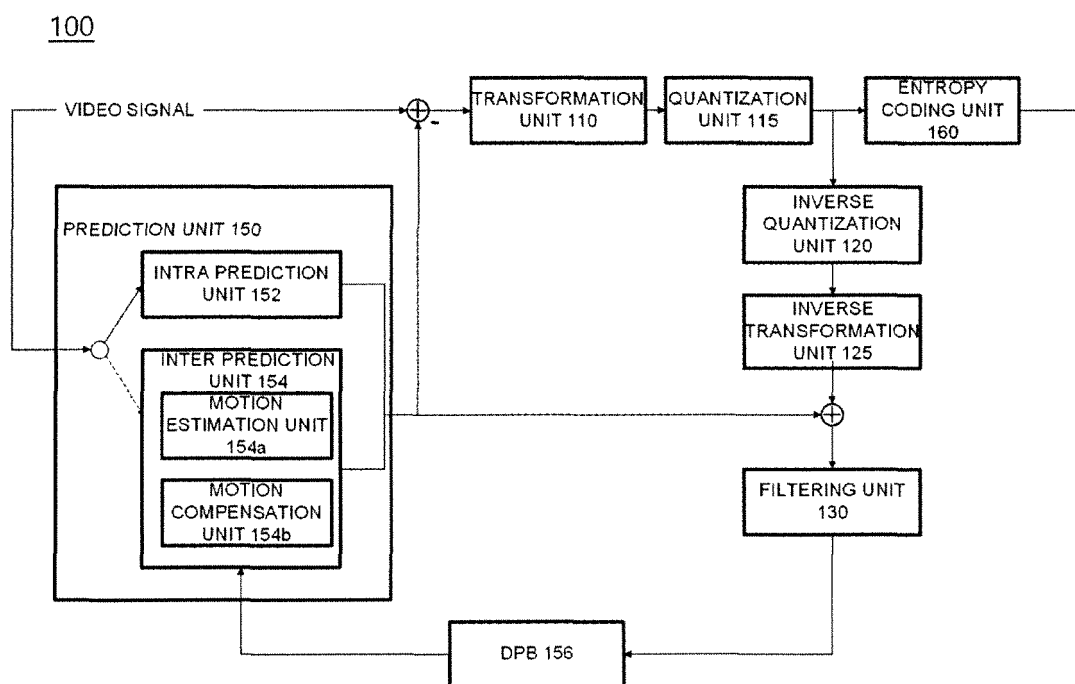 100
VIDEO SIGNAL
-
TRANSFORMATION
UNIT 110
QUANTIZATION
UNIT 115
ENTROPY
CODING UNIT
160
INVERSE
QUANTIZATION
UNIT 120
PREDICTION UNIT 150
INTRA PREDICTION
UNIT 152
INVERSE
TRANSFORMATION
UNIT 125
INTER PREDICTION
UNIT 154
MOTION
ESTIMATION UNIT
154a
MOTION
COMPENSATION
UNIT 154b
FILTERING UNIT
130
DPB 156